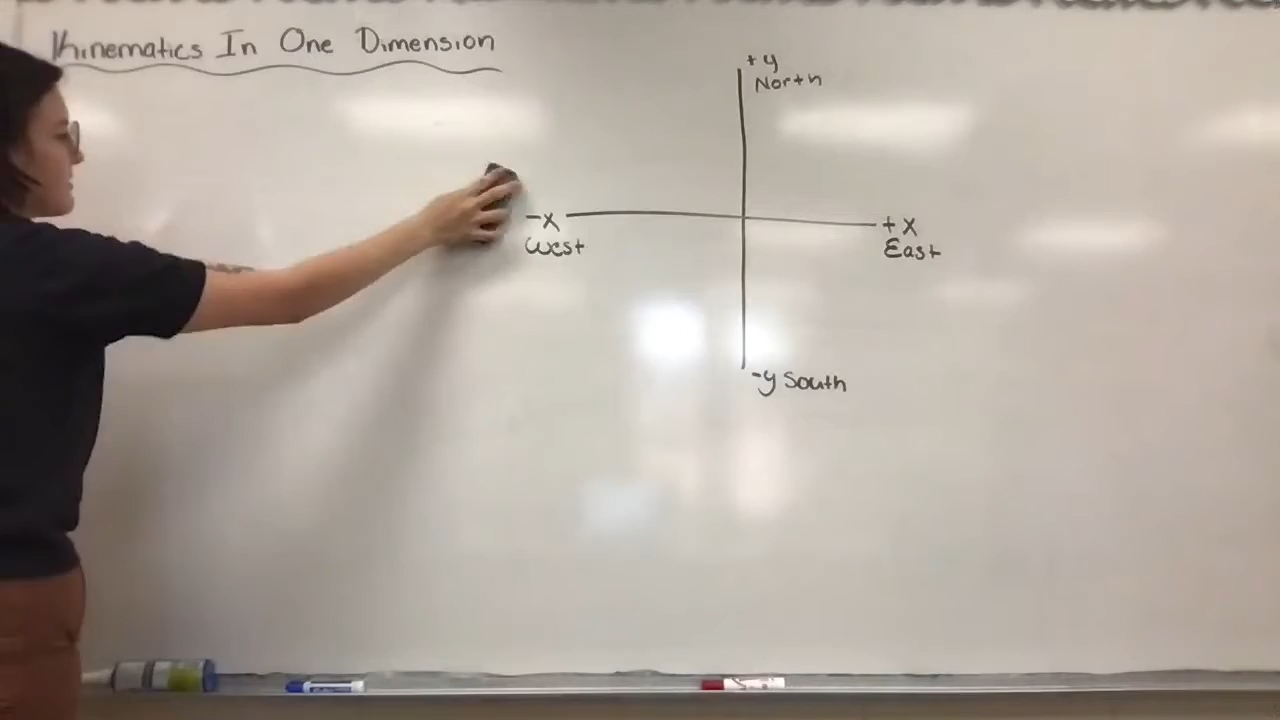 Kinematics In One Dimension
+y
North
-x
West
+x
East
-y South